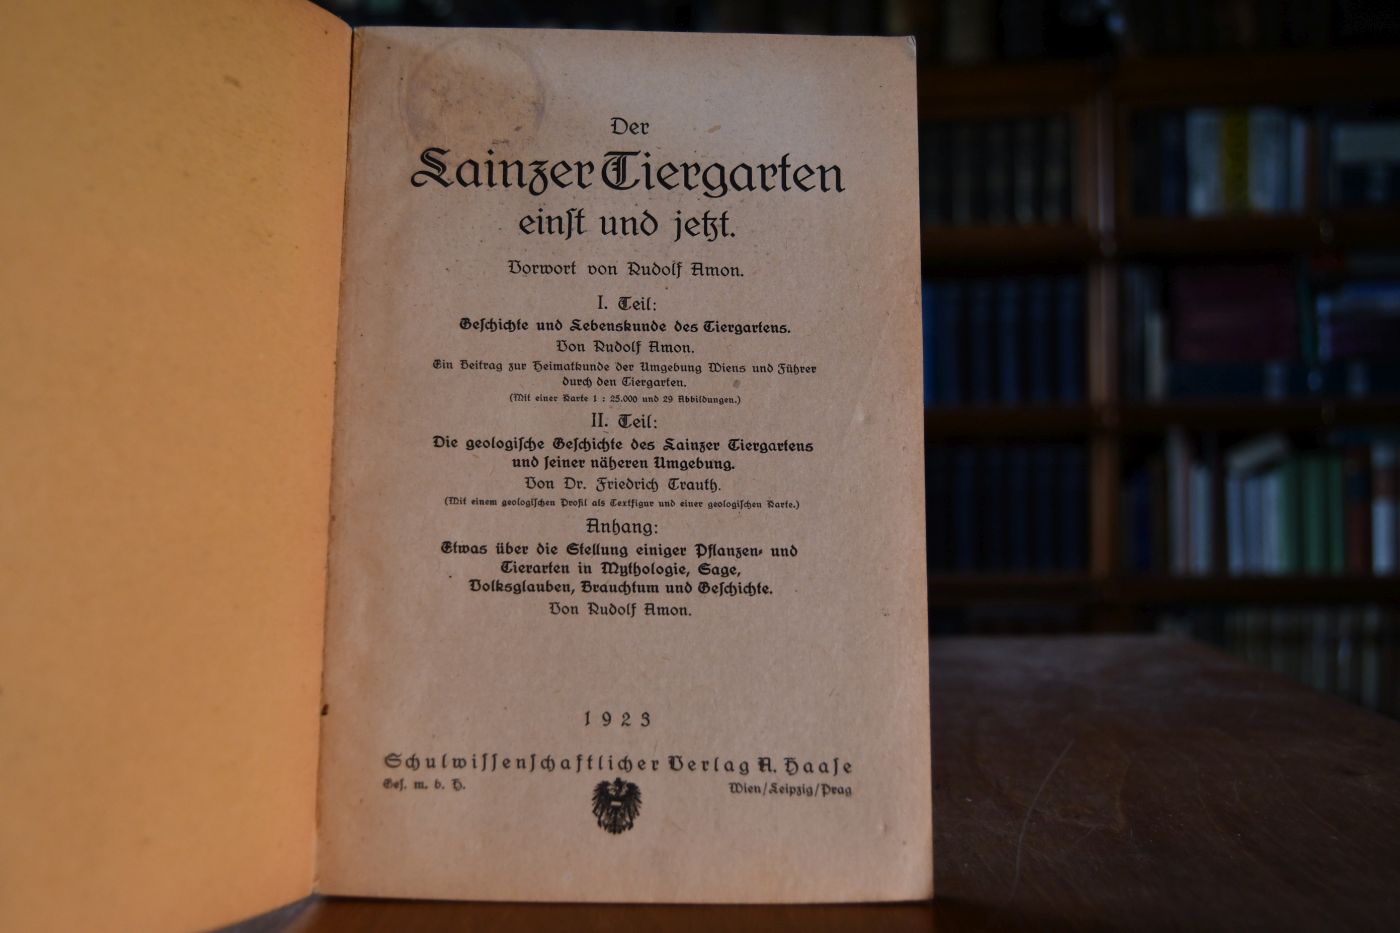 Der
Lainzer Tiergarten
einſt und jetzt.
Vorwort von Rudolf Amon.
I. Teil:
Geſchichte und Lebenskunde des Tiergartens.
Von Rudolf Amon.
Ein Beitrag zur Heimatkunde der Umgebung Wiens und Führer
durch den Tiergarten.
(Mit einer Karte 1 : 25.000 und 29 Abbildungen.)
II. Teil:
Die geologiſche Geſchichte des Lainzer Tiergartens
und ſeiner näheren Umgebung.
Von Dr. Friedrich Trauth.
(Mit einem geologiſchen Profil als Textfigur und einer geologiſchen Karte.)
Anhang:
Etwas über die Stellung einiger Pflanzen- und
Tierarten in Mythologie, Sage,
Volksglauben, Brauchtum und Geſchichte.
Von Rudolf Amon.
1923
Schulwiſſenſchaftlicher Verlag A. Haaſe
Geſ. m. b. H.
Wien/Leipzig/Prag